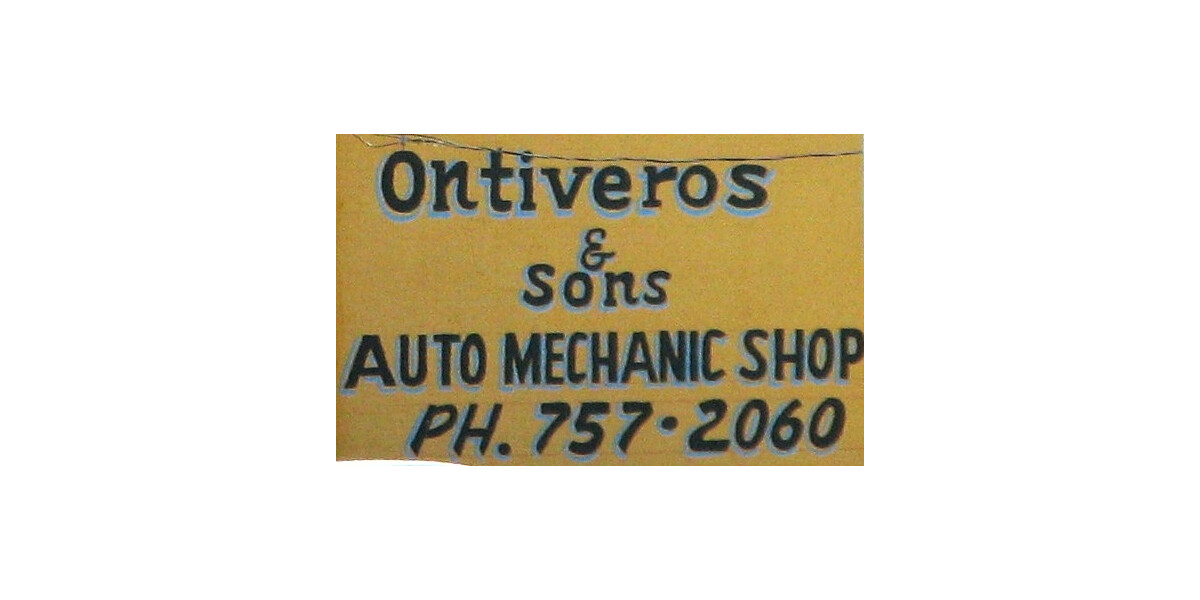 Ontiveros
&
sons
AUTO MECHANIC SHOP
PH. 757·2060